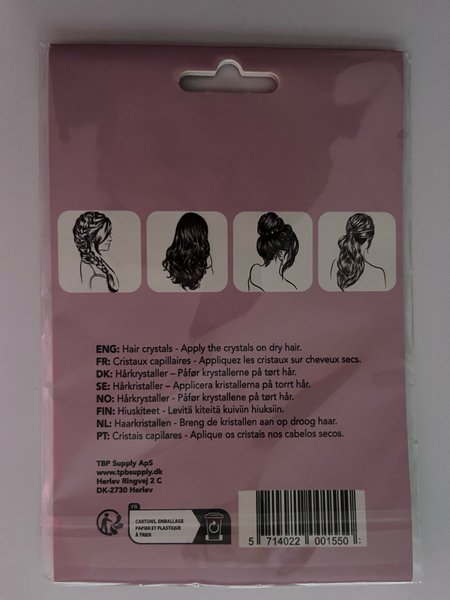 ENG: Hair crystals - Apply the crystals on dry hair.
FR: Cristaux capillaires - Appliquez les cristaux sur cheveux secs.
DK: Hårkrystaller – Påfør krystallerne på tørt hår.
SE: Hårkristaller – Applicera kristallerna på torrt hår.
NO: Hårkrystaller - Påfør krystallene på tørt hår.
FIN: Hiuskiteet - Levitä kiteitä kuiviin hiuksiin.
NL: Haarkristallen - Breng de kristallen aan op droog haar.
PT: Cristais capilares - Aplique os cristais nos cabelos secos.
TBP Supply ApS
www.tpbsupply.dk
Herlev Ringvej 2 C
DK-2730 Herlev
FR
CARTONS, EMBALLAGE
PAPIER ET PLASTIQUE
À TRIER
5 714022 001550